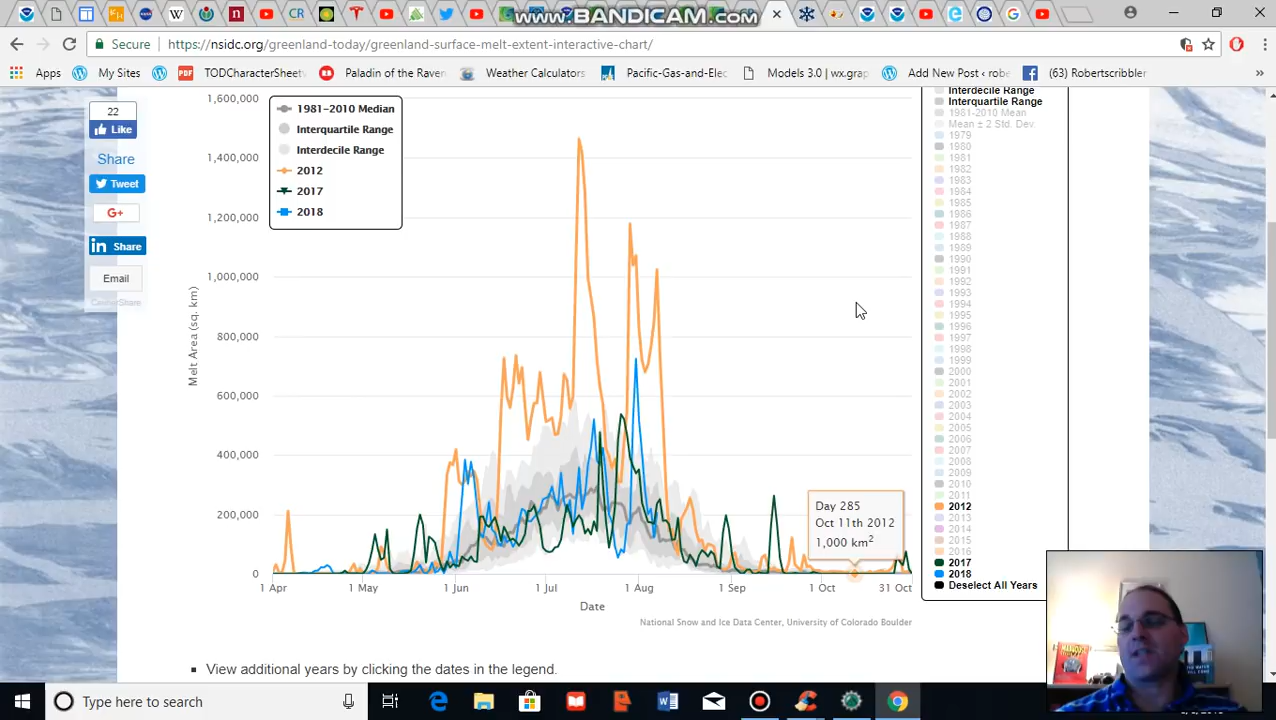 www.BANDICAM.com
Secure https://nsidc.org/greenland-today/greenland-surface-melt-extent-interactive-chart/
Apps My Sites TODCharacterSheets Paladin of the Raven Weather Calculators Pacific-Gas-and-Elec Models 3.0 | wx.grap Add New Post ‹ robe (63) Robertscribbler »
22
Like
Share
Tweet
G+
in Share
Email
1,600,000
1,400,000
1,200,000
1,000,000
800,000
600,000
400,000
200,000
0
Melt Area (sq. km)
1981–2010 Median
Interquartile Range
Interdecile Range
2012
2017
2018
Day 285
Oct 11th 2012
1,000 km²
1 Apr 1 May 1 Jun 1 Jul 1 Aug 1 Sep 1 Oct 31 Oct
Date
National Snow and Ice Data Center, University of Colorado Boulder
Interdecile Range
Interquartile Range
1981-2010 Mean
Mean ± 2 Std. Dev.
1979
1980
1981
1982
1983
1984
1985
1986
1987
1988
1989
1990
1991
1992
1993
1994
1995
1996
1997
1998
1999
2000
2001
2002
2003
2004
2005
2006
2007
2008
2009
2010
2011
2012
2013
2014
2015
2016
2017
2018
Deselect All Years
▪ View additional years by clicking the dates in the legend.
Type here to search